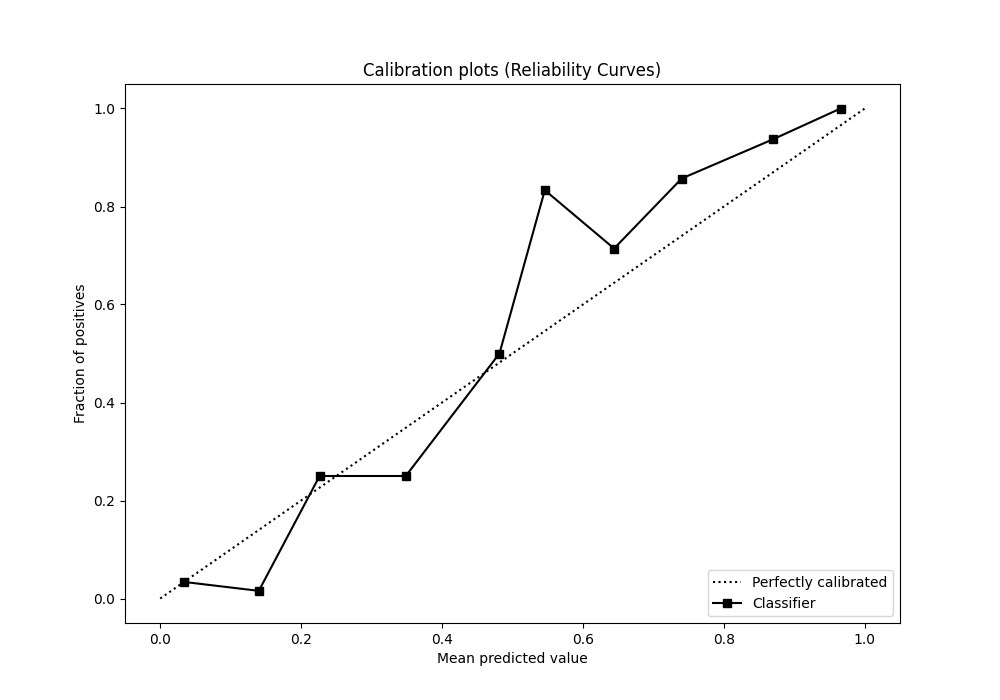 Calibration plots (Reliability Curves)
1.0
0.8
0.6
0.4
0.2
0.0
Fraction of positives
0.0 0.2 0.4 0.6 0.8 1.0
Mean predicted value
Perfectly calibrated
Classifier